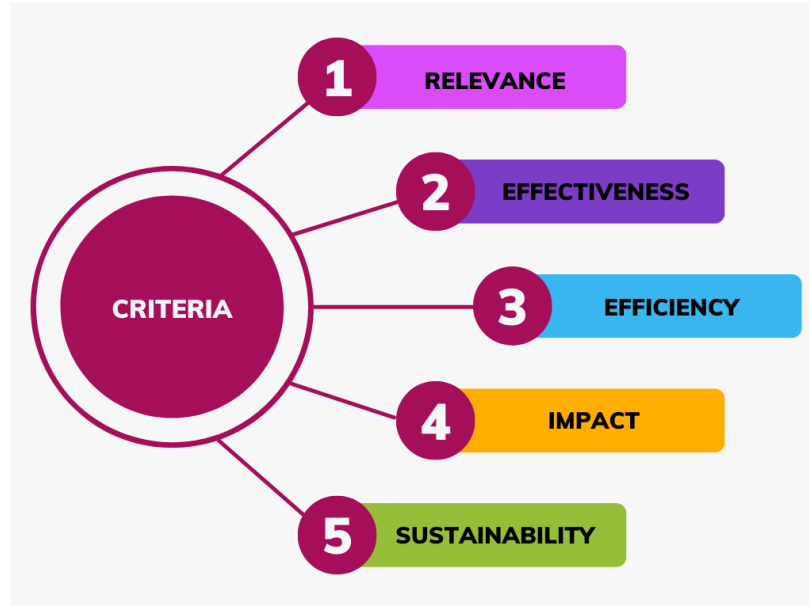 1 RELEVANCE
2 EFFECTIVENESS
CRITERIA
3 EFFICIENCY
4 IMPACT
5 SUSTAINABILITY